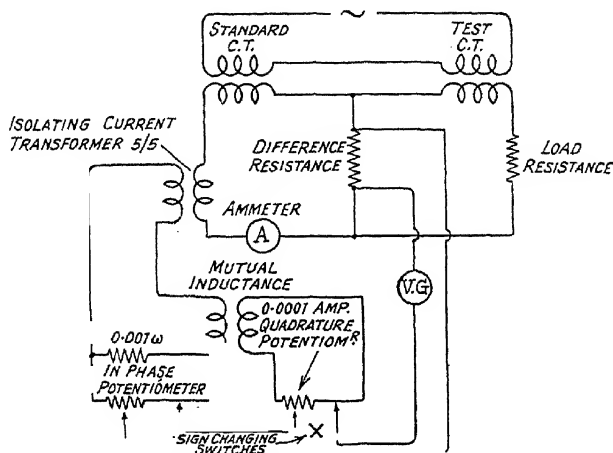 STANDARD
C.T.
TEST
C.T.
ISOLATING CURRENT
TRANSFORMER 5/5
DIFFERENCE
RESISTANCE
LOAD
RESISTANCE
AMMETER
A
MUTUAL
INDUCTANCE
V.G
0.0001 AMP.
QUADRATURE
POTENTIOMR.
0.001ω
IN PHASE
POTENTIOMETER
SIGN CHANGING
SWITCHES
X